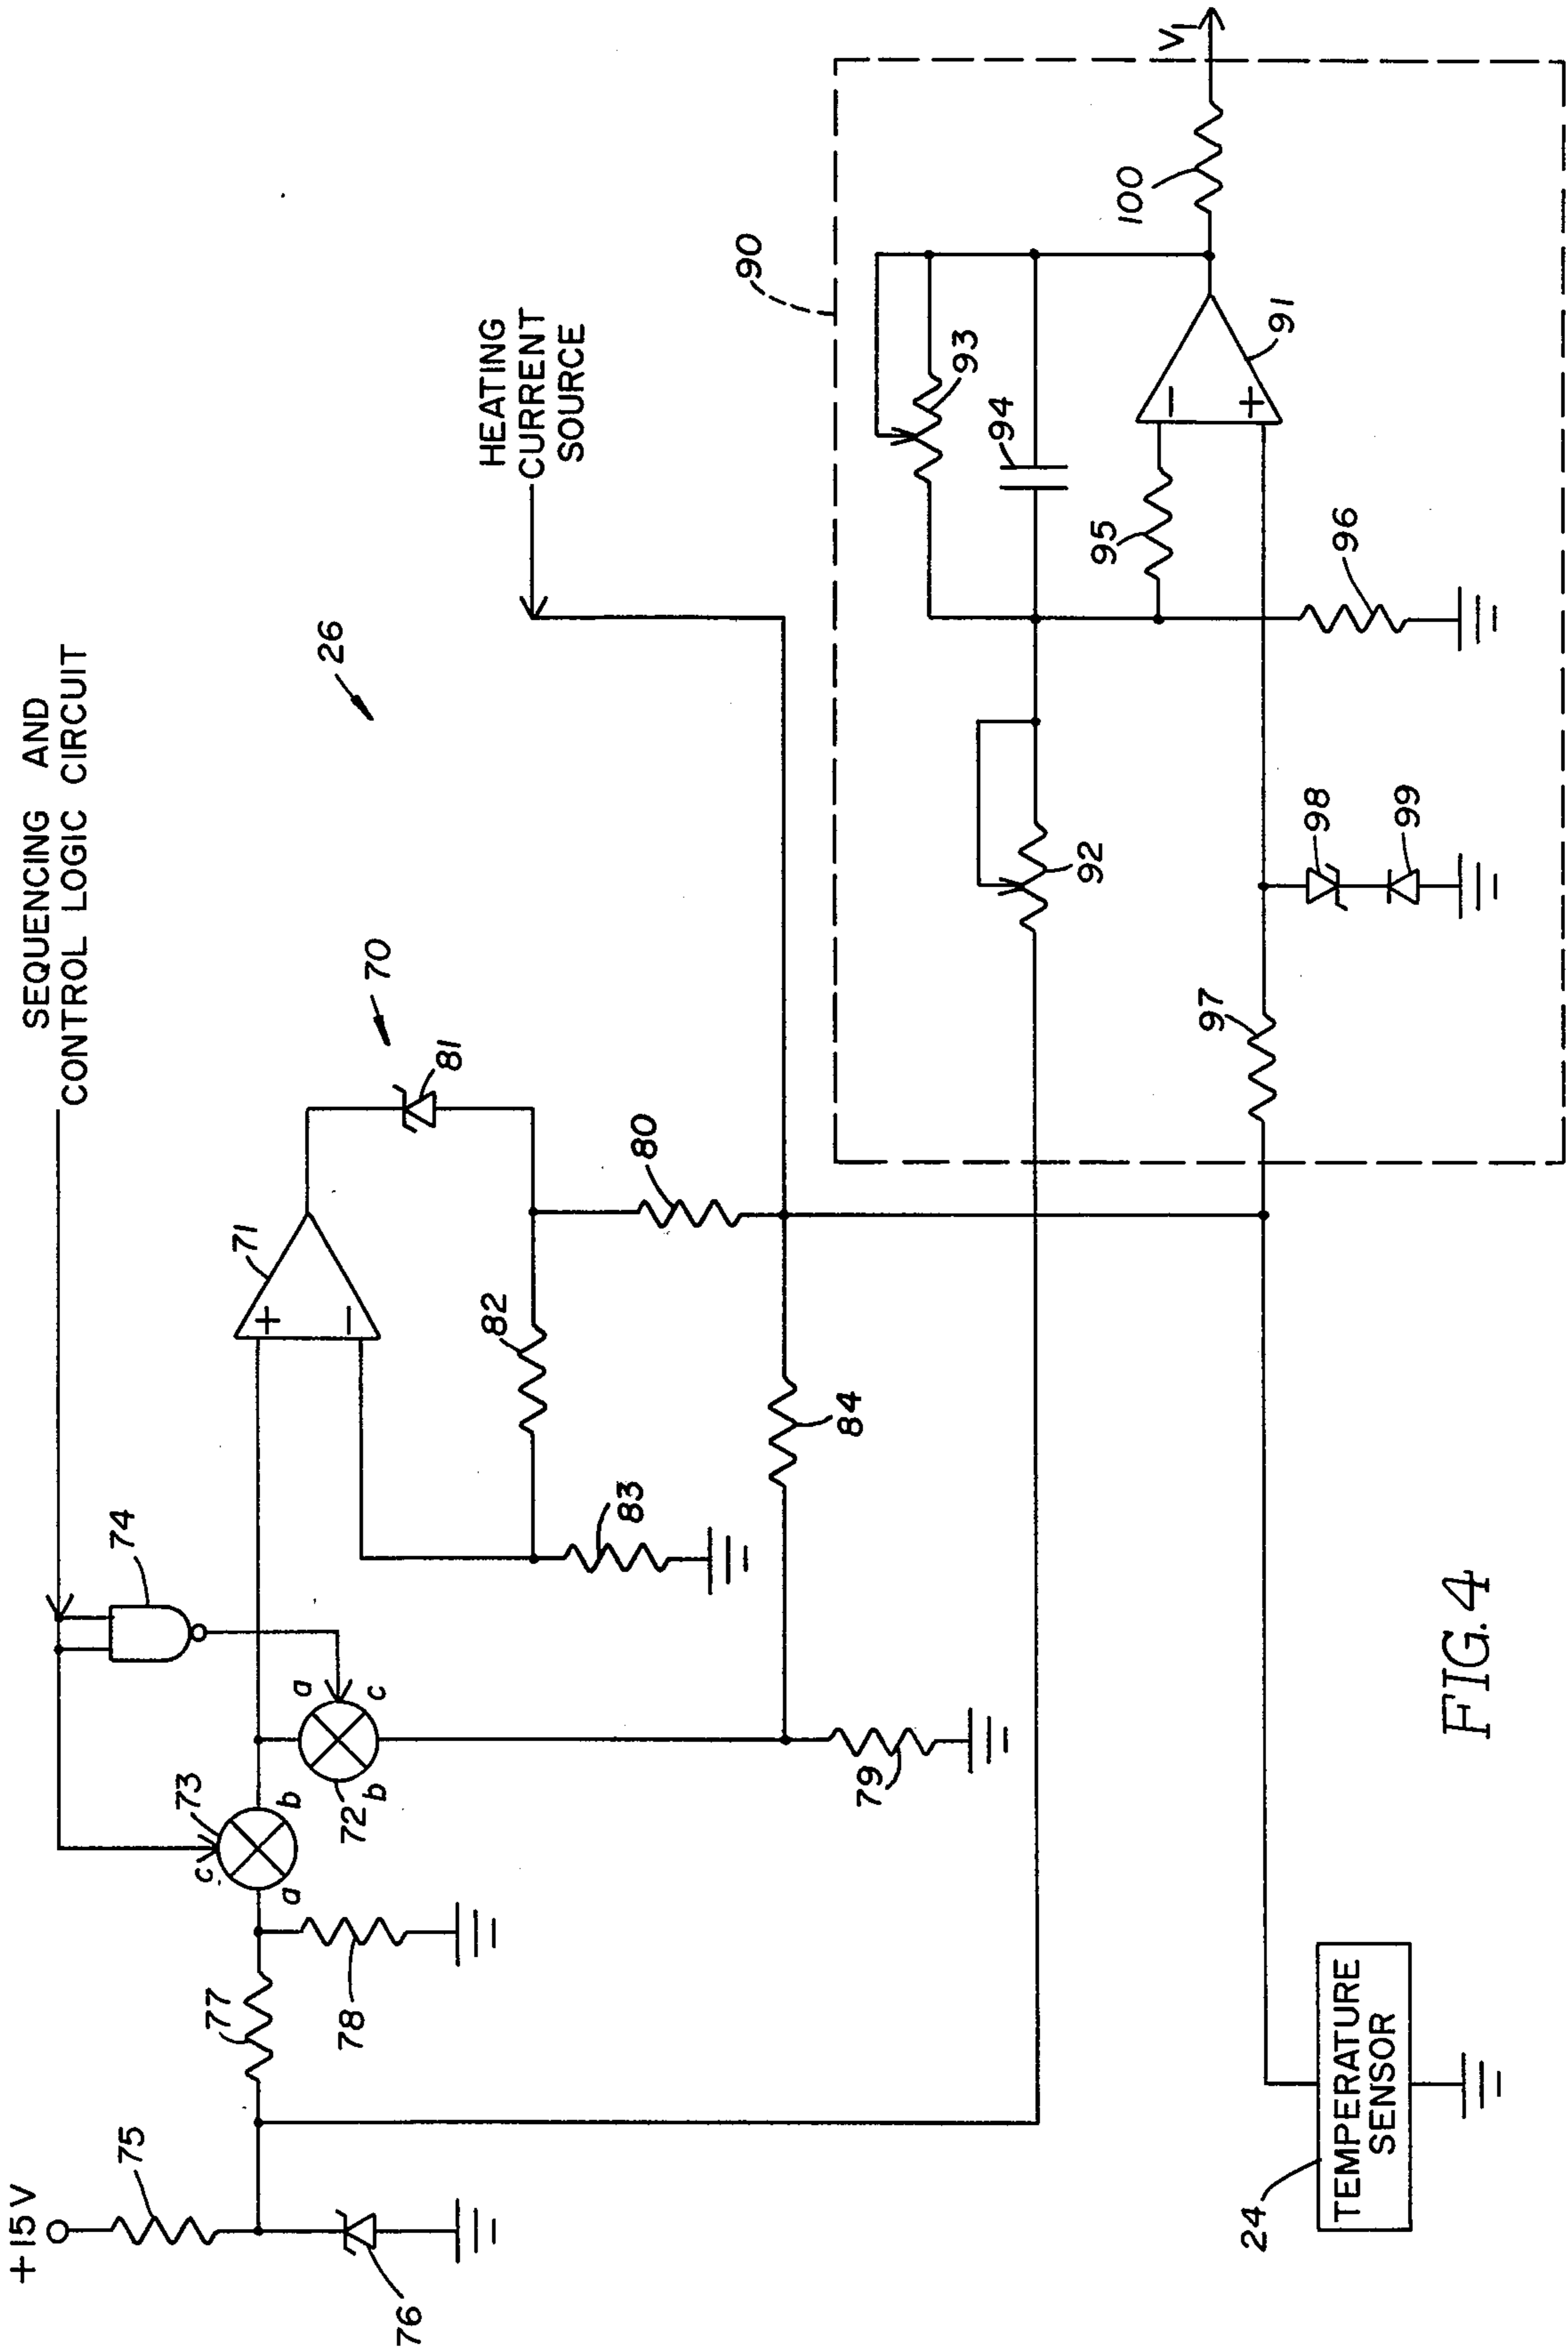 SEQUENCING AND
CONTROL LOGIC CIRCUIT
+15V
75
76
77
78
73
c
a
b
74
72
a
b
c
71
+
−
70
81
82
83
80
84
79
26
HEATING
CURRENT
SOURCE
90
92
93
94
95
96
91
−
+
97
98
99
100
V1
24
TEMPERATURE
SENSOR
FIG. 4